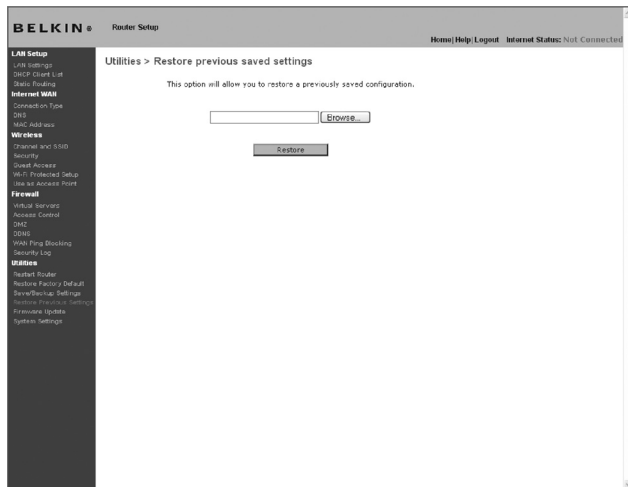 BELKIN
Router Setup
Home|Help|Logout Internet Status: Not Connected
LAN Setup
LAN Settings
DHCP Client List
Static Routing
Internet WAN
Connection Type
DNS
MAC Address
Wireless
Channel and SSID
Security
Guest Access
Wi-Fi Protected Setup
Use as Access Point
Firewall
Virtual Servers
Access Control
DMZ
DDNS
WAN Ping Blocking
Security Log
Utilities
Restart Router
Restore Factory Default
Save/Backup Settings
Restore Previous Settings
Firmware Update
System Settings
Utilities > Restore previous saved settings
This option will allow you to restore a previously saved configuration.
Browse...
Restore